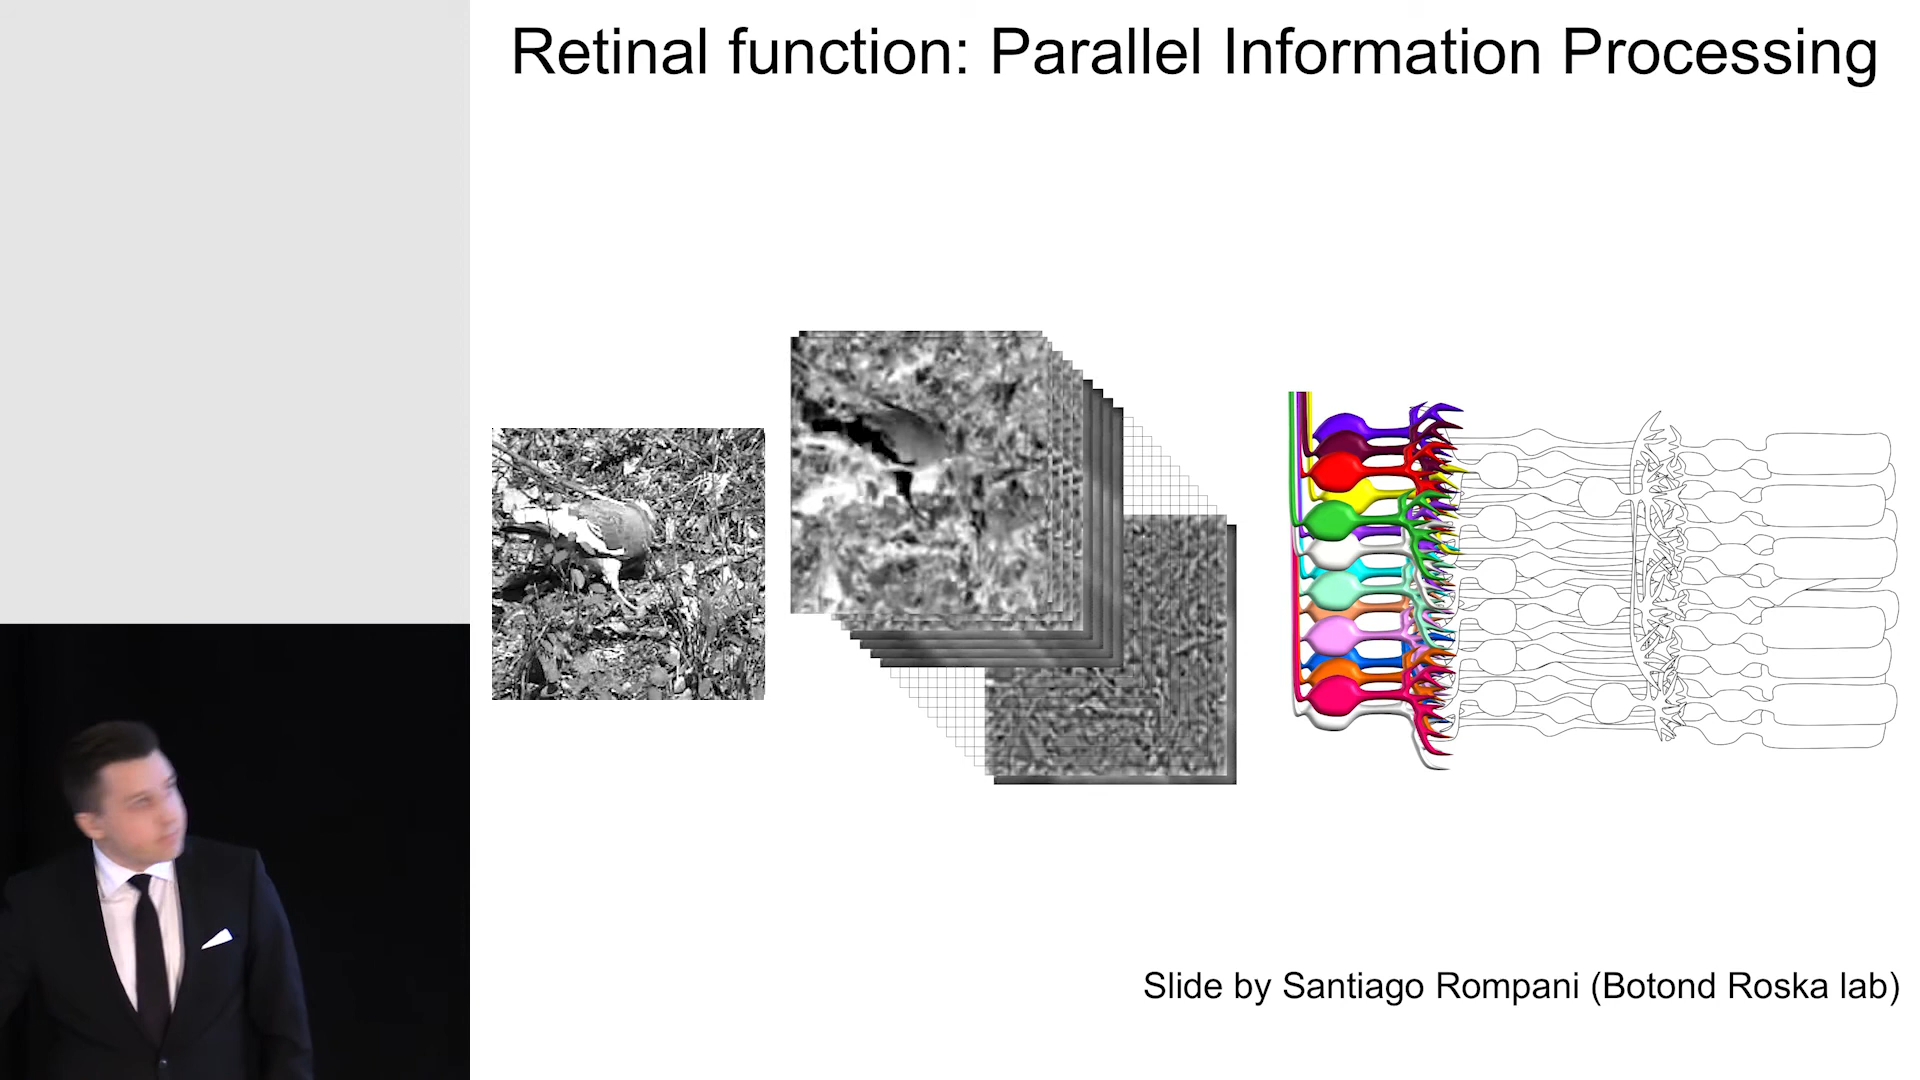 Retinal function: Parallel Information Processing
Slide by Santiago Rompani (Botond Roska lab)